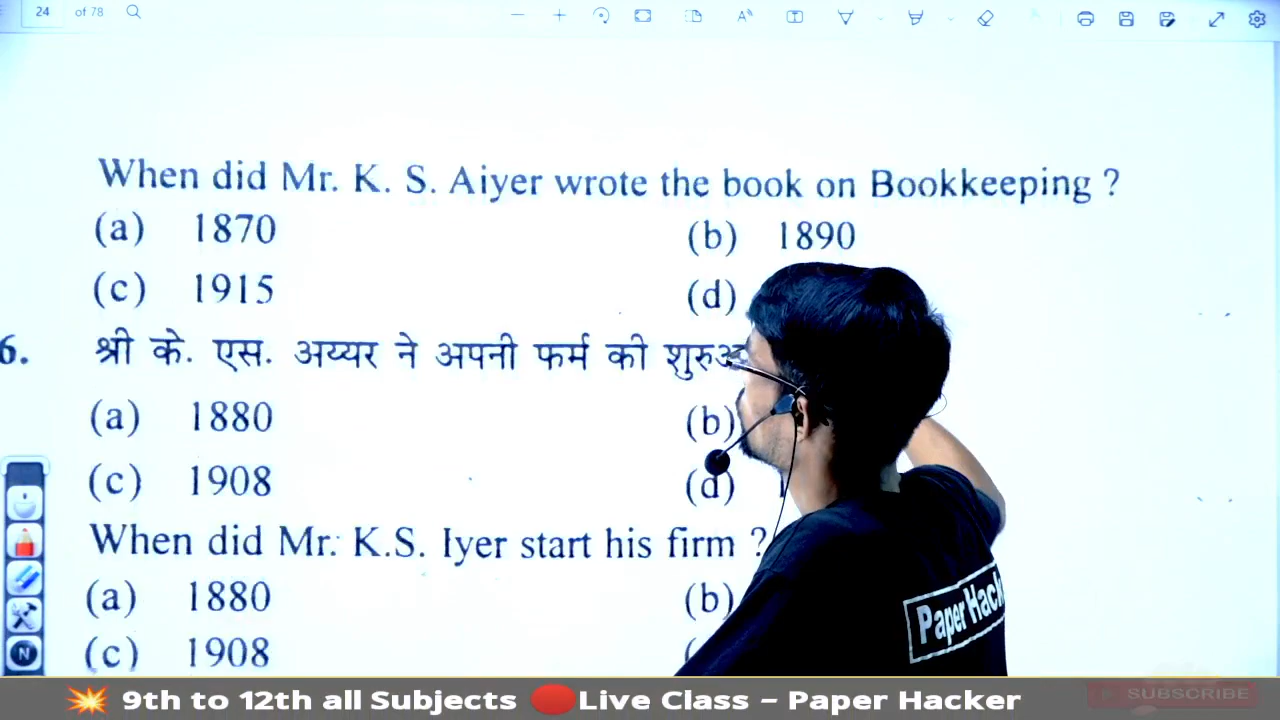 24 of 78
When did Mr. K. S. Aiyer wrote the book on Bookkeeping ?
(a) 1870 (b) 1890
(c) 1915 (d)
6. श्री के. एस. अय्यर ने अपनी फर्म की
(a) 1880 (b)
(c) 1908 (d)
When did Mr. K.S. Iyer start his firm ?
(a) 1880 (b)
(c) 1908
Paper Hack
N
9th to 12th all Subjects Live Class – Paper Hacker
SUBSCRIBE